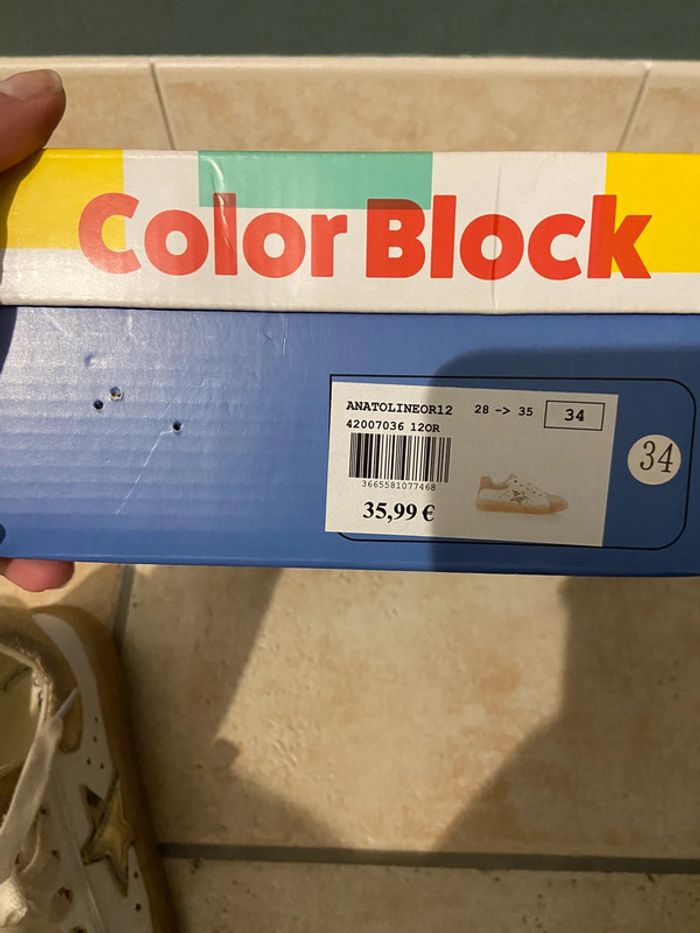 Color Block
ANATOLINEOR12 28 -> 35 34
42007036 12OR
3665581077468
35,99 €
34